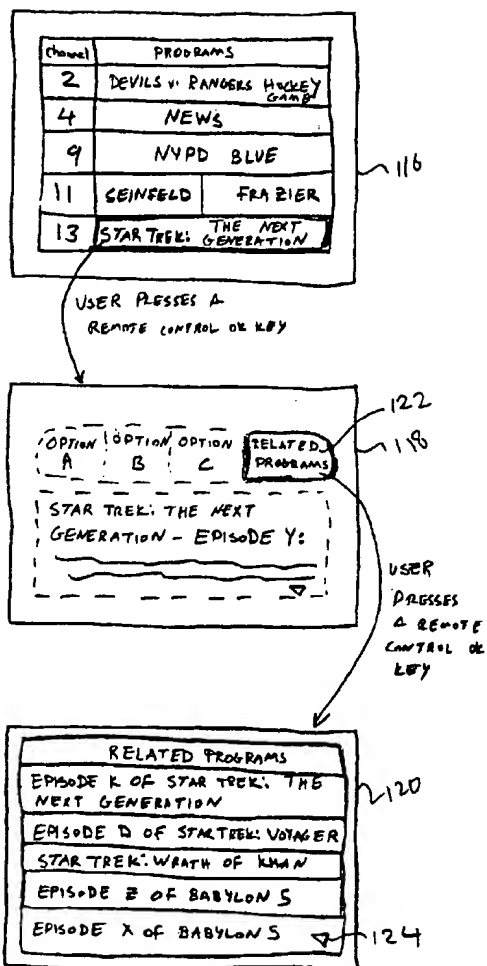 Channel PROGRAMS
2 DEVILS v. RANGERS HOCKEY
GAME
4 NEWS
9 NYPD BLUE
11 SEINFELD FRAZIER
13 STAR TREK: THE NEXT
GENERATION
116
USER PRESSES A
REMOTE CONTROL OK KEY
122
118
OPTION A
OPTION B
OPTION C
RELATED
PROGRAMS
STAR TREK: THE NEXT
GENERATION - EPISODE Y:
USER
PRESSES
A REMOTE
CONTROL OK
KEY
RELATED PROGRAMS
EPISODE K OF STAR TREK: THE
NEXT GENERATION
120
EPISODE D OF STAR TREK: VOYAGER
STAR TREK: WRATH OF KHAN
EPISODE Z OF BABYLON 5
EPISODE X OF BABYLON 5
124